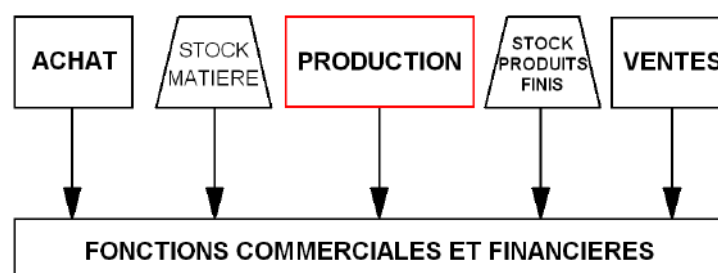 ACHAT
STOCK
MATIERE
PRODUCTION
STOCK
PRODUITS
FINIS
VENTES
FONCTIONS COMMERCIALES ET FINANCIERES